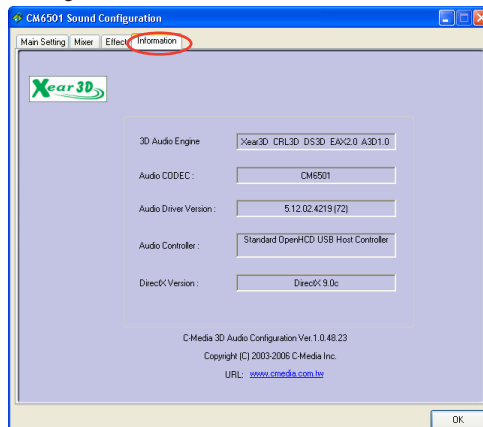 CM6501 Sound Configuration
Main Setting Mixer Effect Information
Xear 3D
3D Audio Engine Xear3D CRL3D DS3D EAX2.0 A3D1.0
Audio CODEC : CM6501
Audio Driver Version : 5.12.02.4219 (72)
Audio Controller : Standard OpenHCD USB Host Controller
DirectX Version : DirectX 9.0c
C-Media 3D Audio Configuration Ver.1.0.48.23
Copyright (C) 2003-2006 C-Media Inc.
URL: www.cmedia.com.tw
OK